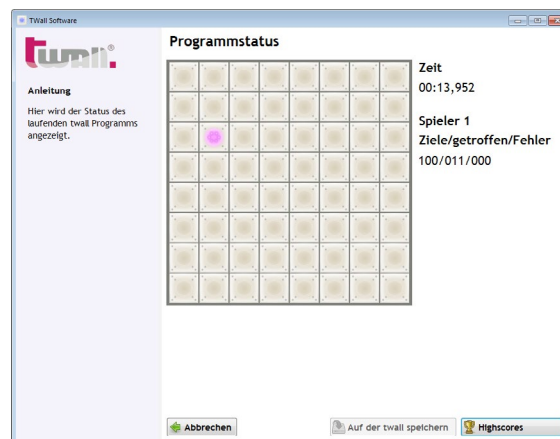 TWall Software
twall®
Programmstatus
Anleitung
Hier wird der Status des
laufenden twall Programms
angezeigt.
Zeit
00:13,952
Spieler 1
Ziele/getroffen/Fehler
100/011/000
Abbrechen
Auf der twall speichern
Highscores